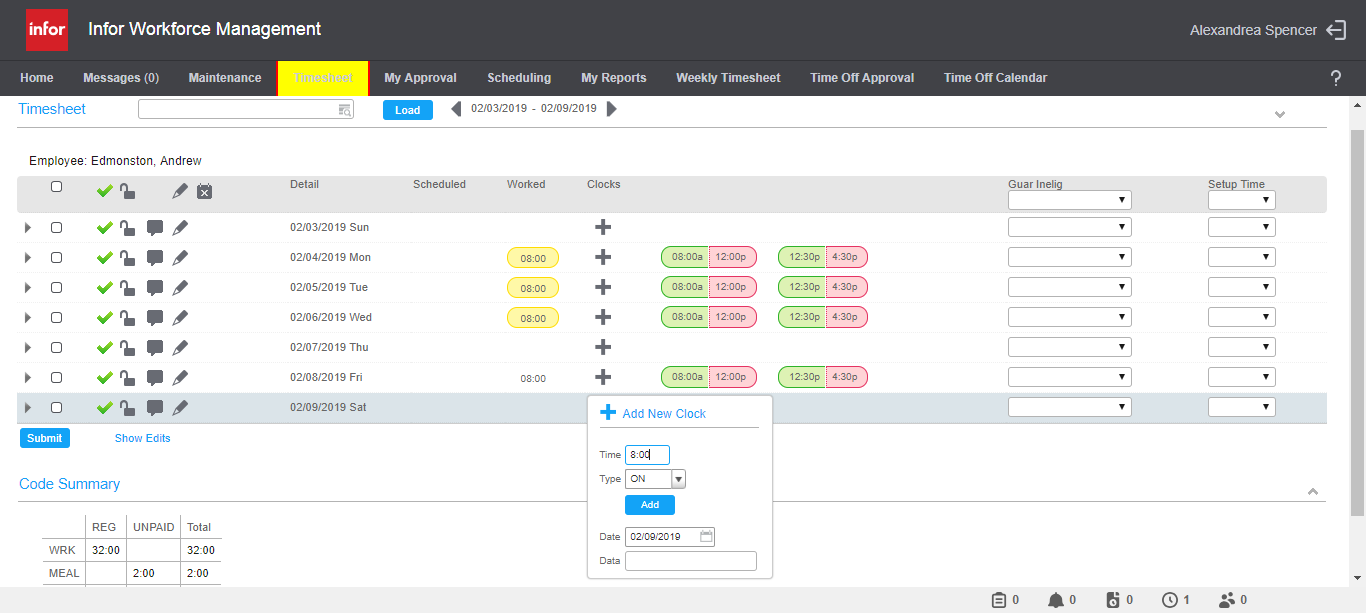 infor Infor Workforce Management Alexandrea Spencer
Home Messages (0) Maintenance Timesheet My Approval Scheduling My Reports Weekly Timesheet Time Off Approval Time Off Calendar ?
Timesheet Load 02/03/2019 - 02/09/2019
Employee: Edmonston, Andrew
Detail Scheduled Worked Clocks Guar Inelig Setup Time
02/03/2019 Sun
02/04/2019 Mon 08:00 08:00a 12:00p 12:30p 4:30p
02/05/2019 Tue 08:00 08:00a 12:00p 12:30p 4:30p
02/06/2019 Wed 08:00 08:00a 12:00p 12:30p 4:30p
02/07/2019 Thu
02/08/2019 Fri 08:00 08:00a 12:00p 12:30p 4:30p
02/09/2019 Sat
Add New Clock
Time 8:00
Type ON
Add
Date 02/09/2019
Data
Submit Show Edits
Code Summary
REG UNPAID Total
WRK 32:00 32:00
MEAL 2:00 2:00
0 0 0 1 0